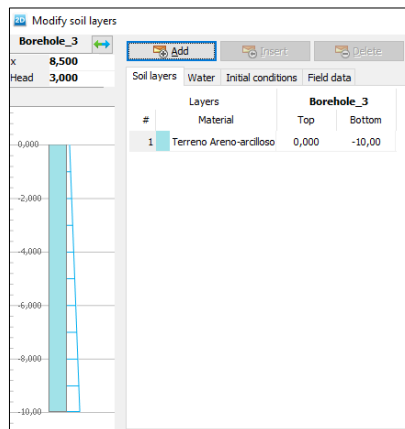 2D Modify soil layers
Borehole_3
x 8,500
Head 3,000
Add Insert Delete
Soil layers Water Initial conditions Field data
Layers Borehole_3
# Material Top Bottom
1 Terreno Areno-arcilloso 0,000 -10,00
0,000
-2,000
-4,000
-6,000
-8,000
-10,00